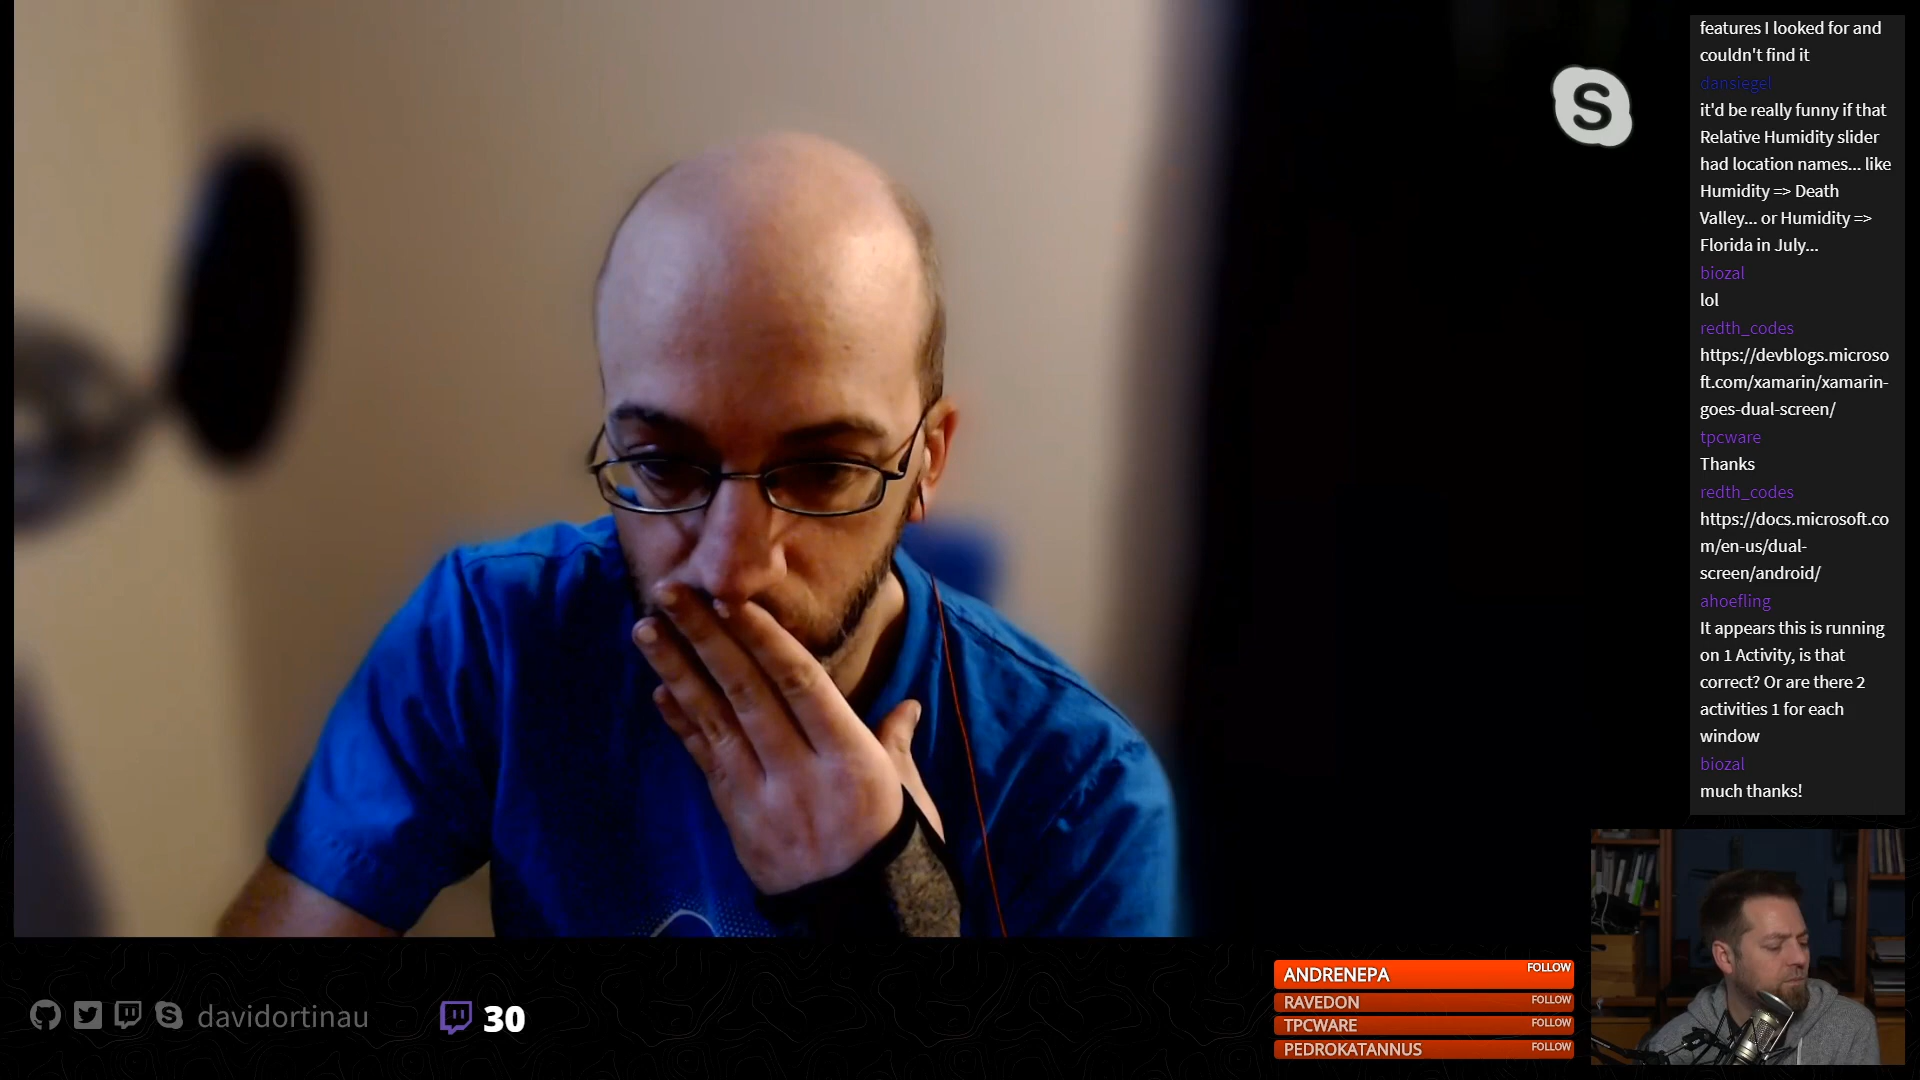 features I looked for and
couldn't find it
dansiegel
it'd be really funny if that
Relative Humidity slider
had location names... like
Humidity => Death
Valley... or Humidity =>
Florida in July...
biozal
lol
redth_codes
https://devblogs.microso
ft.com/xamarin/xamarin-
goes-dual-screen/
tpcware
Thanks
redth_codes
https://docs.microsoft.co
m/en-us/dual-
screen/android/
ahoefling
It appears this is running
on 1 Activity, is that
correct? Or are there 2
activities 1 for each
window
biozal
much thanks!
S
ANDRENEPA FOLLOW
RAVEDON FOLLOW
TPCWARE FOLLOW
PEDROKATANNUS FOLLOW
davidortinau 30